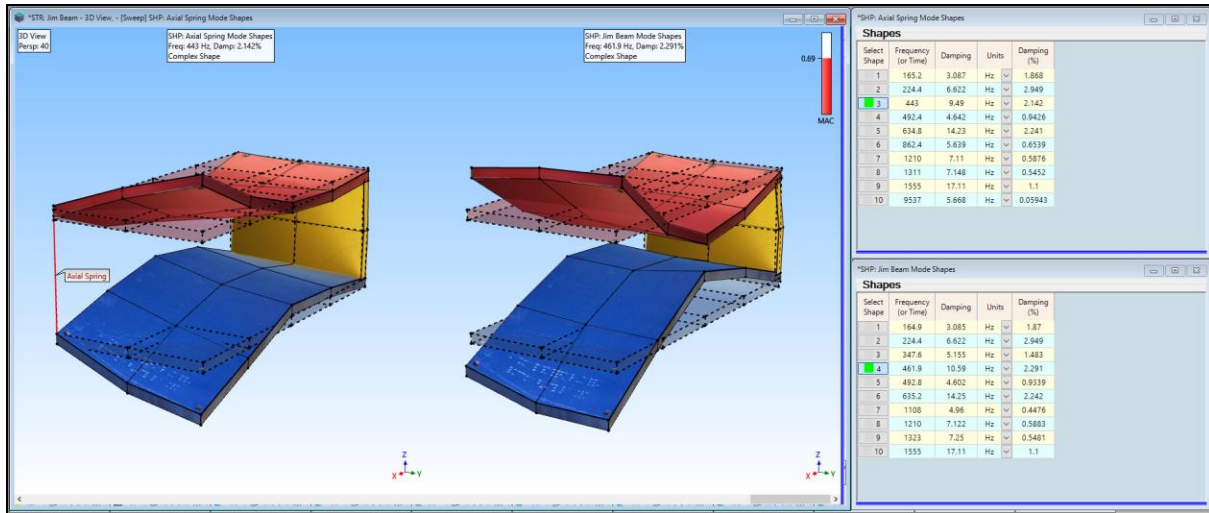 *STR: Jim Beam - 3D View, - [Sweep] SHP: Axial Spring Mode Shapes
3D View
Persp: 40
SHP: Axial Spring Mode Shapes
Freq: 443 Hz, Damp: 2.142%
Complex Shape
SHP: Jim Beam Mode Shapes
Freq: 461.9 Hz, Damp: 2.291%
Complex Shape
0.69
MAC
Axial Spring
Z
X
Y
Z
X
Y
*SHP: Axial Spring Mode Shapes
Shapes
Select Shape Frequency (or Time) Damping Units Damping (%)
1 165.2 3.087 Hz 1.868
2 224.4 6.622 Hz 2.949
3 443 9.49 Hz 2.142
4 492.4 4.642 Hz 0.9426
5 634.8 14.23 Hz 2.241
6 862.4 5.639 Hz 0.6539
7 1210 7.11 Hz 0.5876
8 1311 7.148 Hz 0.5452
9 1555 17.11 Hz 1.1
10 9537 5.668 Hz 0.05943
*SHP: Jim Beam Mode Shapes
Shapes
Select Shape Frequency (or Time) Damping Units Damping (%)
1 164.9 3.085 Hz 1.87
2 224.4 6.622 Hz 2.949
3 347.6 5.155 Hz 1.483
4 461.9 10.59 Hz 2.291
5 492.8 4.602 Hz 0.9339
6 635.2 14.25 Hz 2.242
7 1108 4.96 Hz 0.4476
8 1210 7.122 Hz 0.5883
9 1323 7.25 Hz 0.5481
10 1555 17.11 Hz 1.1